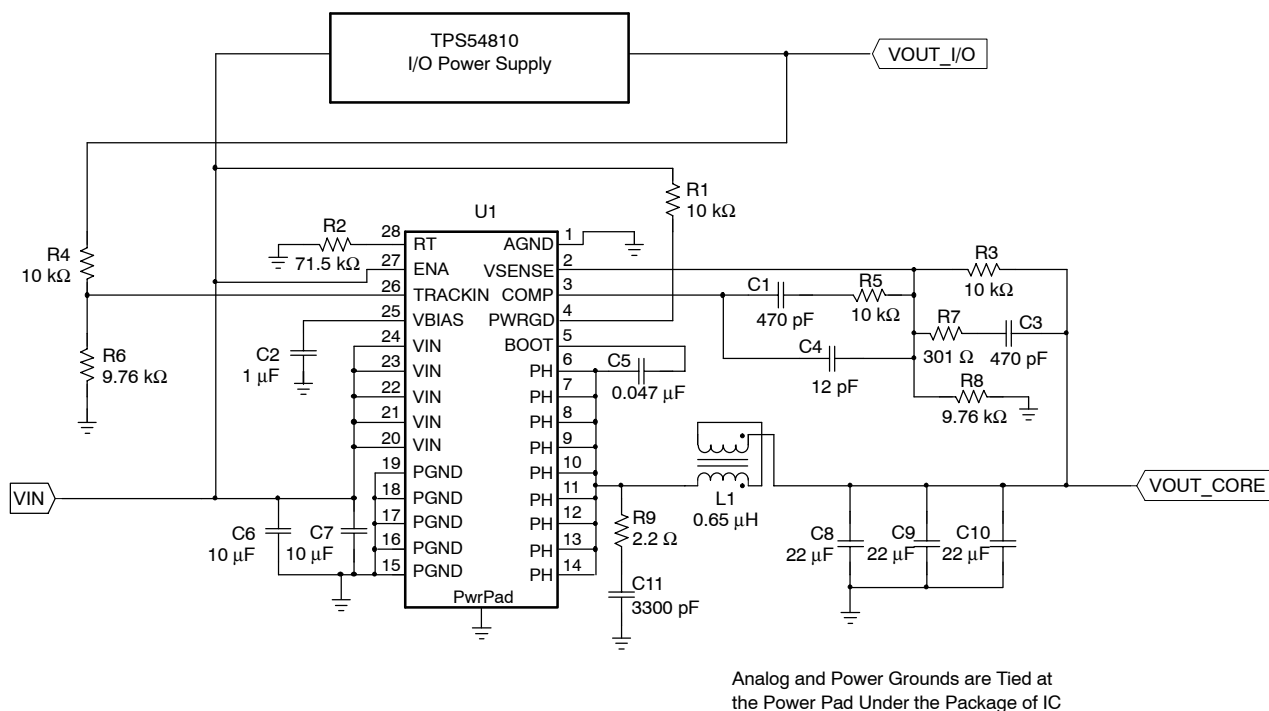 TPS54810
I/O Power Supply
VOUT_I/O
R1
10 kΩ
U1
R2
71.5 kΩ
R4
10 kΩ
R6
9.76 kΩ
C2
1 μF
28 RT
27 ENA
26 TRACKIN
25 VBIAS
24 VIN
23 VIN
22 VIN
21 VIN
20 VIN
19 PGND
18 PGND
17 PGND
16 PGND
15 PGND
AGND 1
VSENSE 2
COMP 3
PWRGD 4
BOOT 5
PH 6
PH 7
PH 8
PH 9
PH 10
PH 11
PH 12
PH 13
PH 14
PwrPad
R3
10 kΩ
C1
470 pF
R5
10 kΩ
R7
301 Ω
C3
470 pF
C4
12 pF
R8
9.76 kΩ
C5
0.047 μF
L1
0.65 μH
VIN
VOUT_CORE
C6
10 μF
C7
10 μF
R9
2.2 Ω
C11
3300 pF
C8
22 μF
C9
22 μF
C10
22 μF
Analog and Power Grounds are Tied at
the Power Pad Under the Package of IC